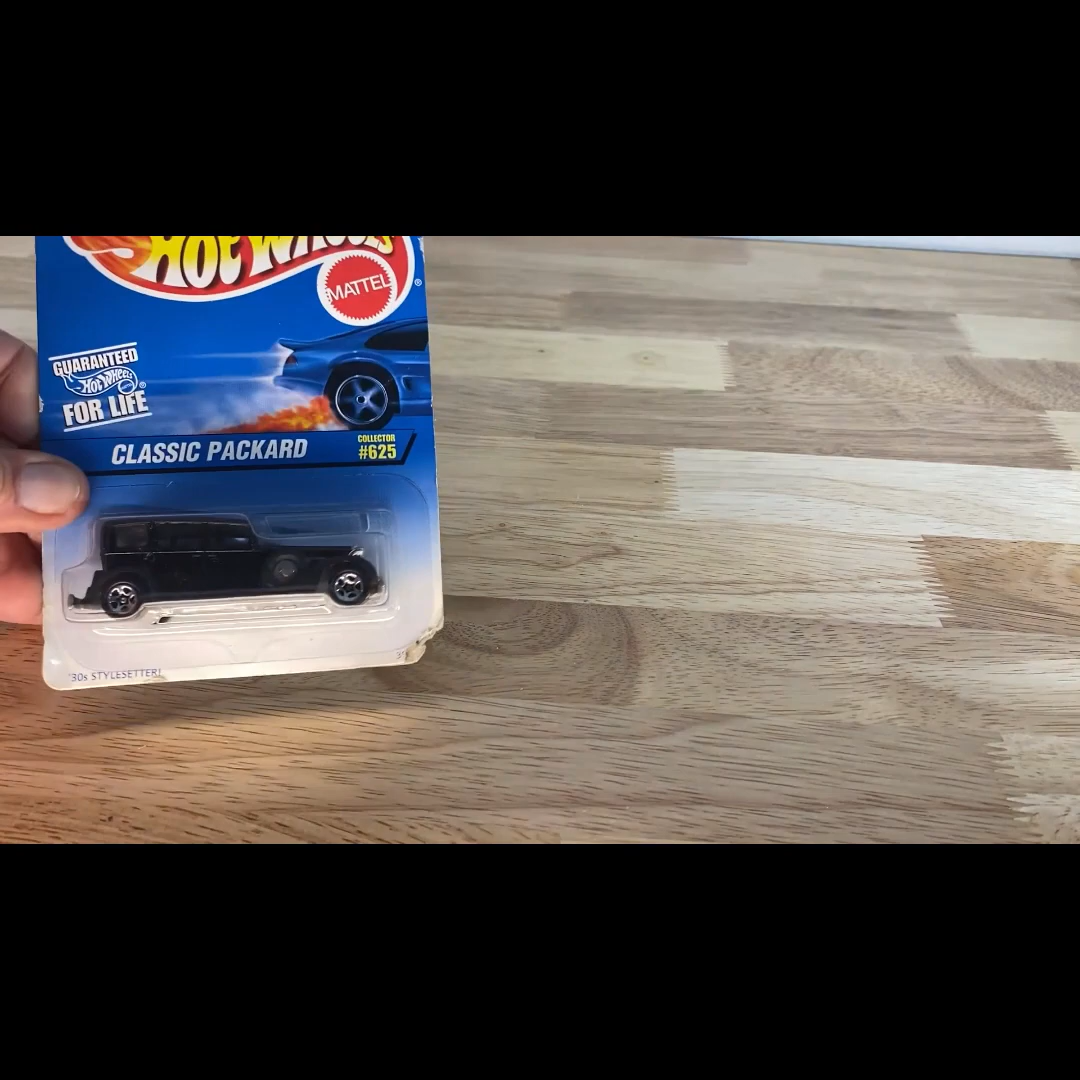 HOT WHEELS
MATTEL
®
GUARANTEED
HOT WHEELS ®
FOR LIFE
CLASSIC PACKARD
COLLECTOR
#625
'30s STYLESETTER!